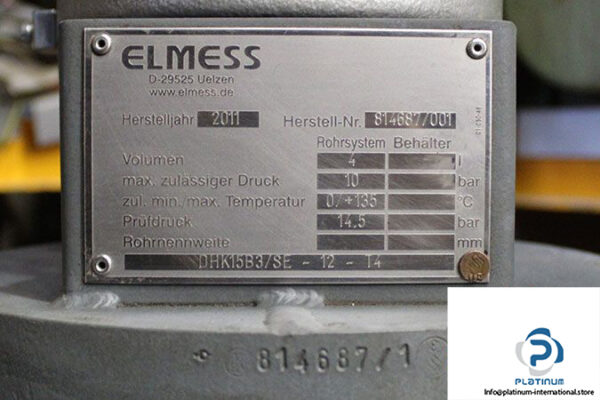 ELMESS
D-29525 Uelzen
www.elmess.de
Herstelljahr 2011 Herstell-Nr. 814687/001
Rohrsystem Behälter
Volumen 4 l
max. zulässiger Druck 10 bar
zul. min./max. Temperatur 0/+135 °C
Prüfdruck 14,5 bar
Rohrnennweite mm
DHK15B3/SE - 12 - T4
814687/1
PLATINUM
Info@platinum-international.store